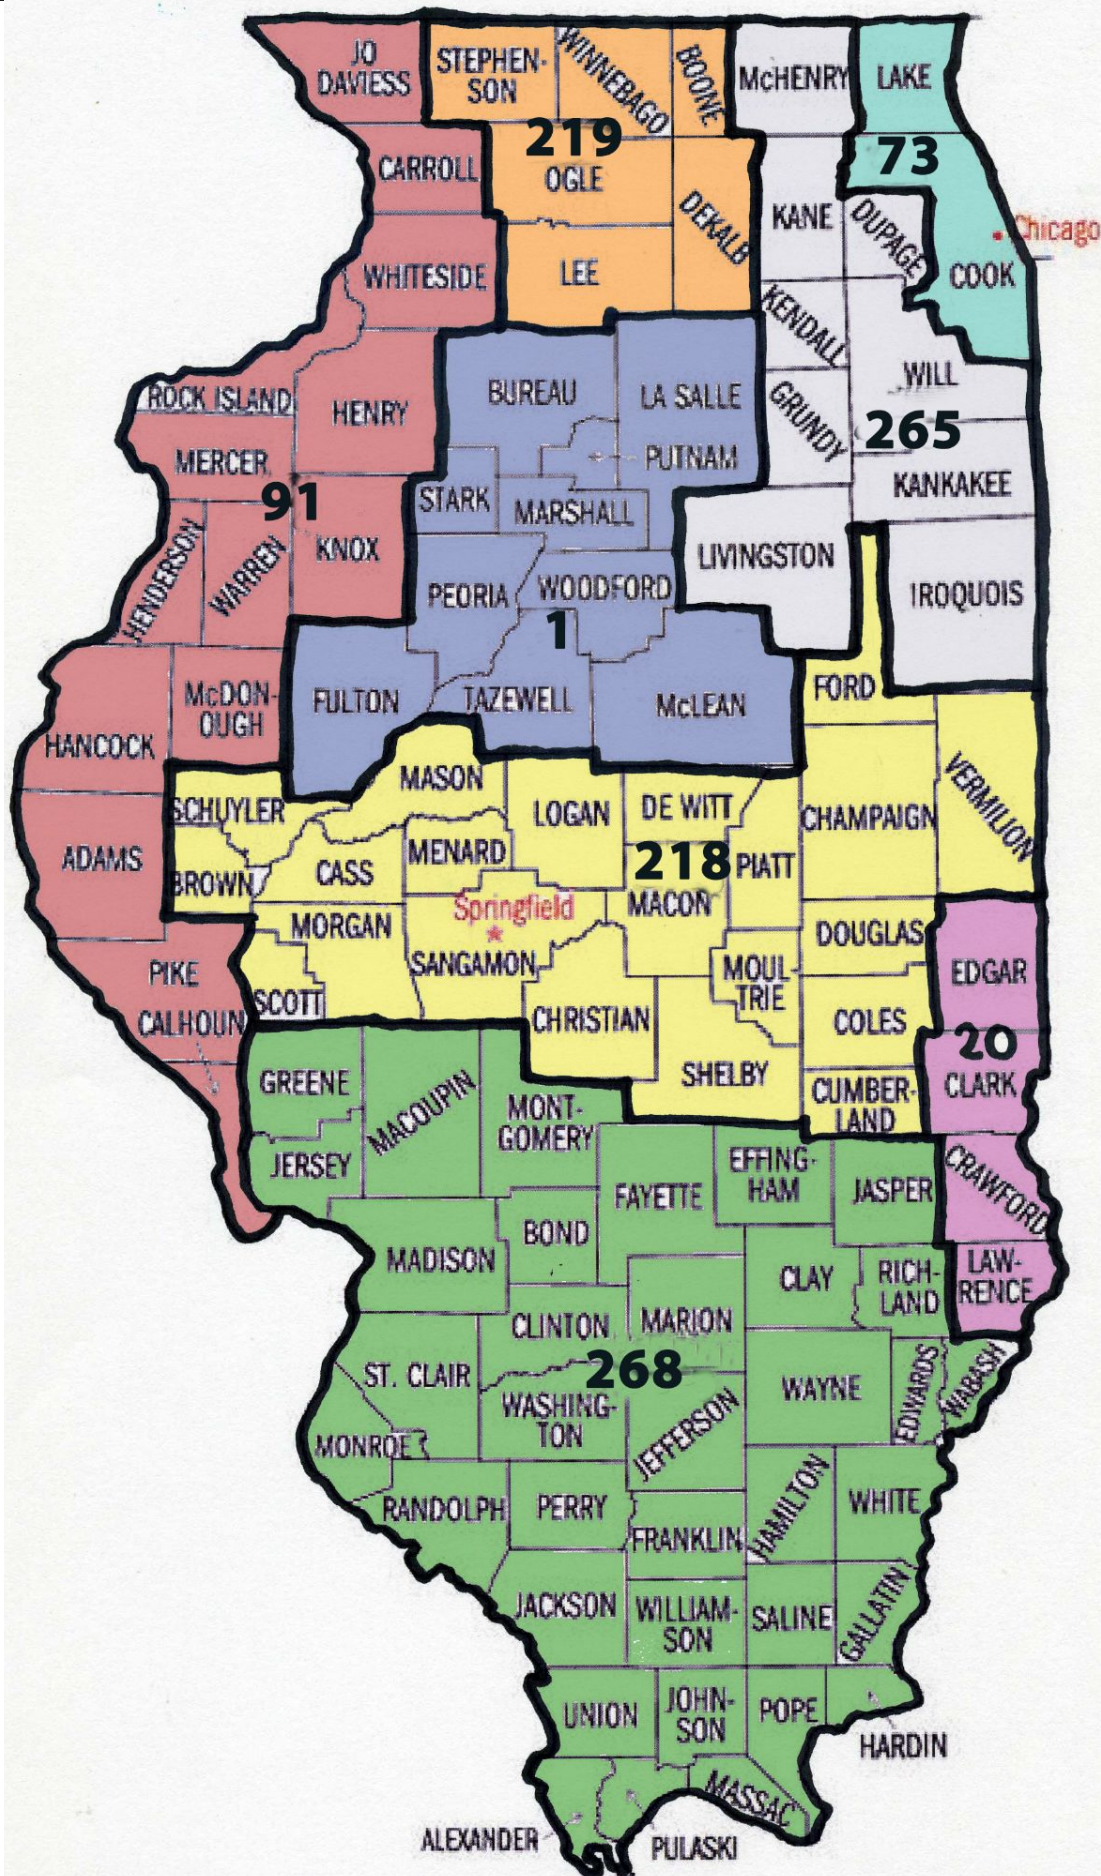 JO
DAVIESS
STEPHEN-
SON
WINNEBAGO
BOONE
McHENRY
LAKE
219
73
CARROLL
OGLE
DEKALB
KANE
DUPAGE
Chicago
COOK
WHITESIDE
LEE
KENDALL
WILL
ROCK ISLAND
HENRY
BUREAU
LA SALLE
GRUNDY
265
MERCER
PUTNAM
KANKAKEE
91
STARK
MARSHALL
HENDERSON
WARREN
KNOX
LIVINGSTON
PEORIA
WOODFORD
IROQUOIS
1
McDON-
OUGH
FULTON
TAZEWELL
McLEAN
FORD
HANCOCK
SCHUYLER
MASON
LOGAN
DE WITT
CHAMPAIGN
VERMILION
ADAMS
BROWN
CASS
MENARD
218
PIATT
Springfield
MACON
MORGAN
DOUGLAS
PIKE
SCOTT
SANGAMON
MOUL-
TRIE
EDGAR
CALHOUN
CHRISTIAN
COLES
20
GREENE
MACOUPIN
SHELBY
CUMBER-
LAND
CLARK
MONT-
GOMERY
JERSEY
FAYETTE
EFFING-
HAM
JASPER
CRAWFORD
MADISON
BOND
CLAY
RICH-
LAND
LAW-
RENCE
CLINTON
MARION
268
ST. CLAIR
WASHING-
TON
JEFFERSON
WAYNE
EDWARDS
WABASH
MONROE
RANDOLPH
PERRY
FRANKLIN
HAMILTON
WHITE
JACKSON
WILLIAM-
SON
SALINE
GALLATIN
UNION
JOHN-
SON
POPE
HARDIN
MASSAC
ALEXANDER
PULASKI